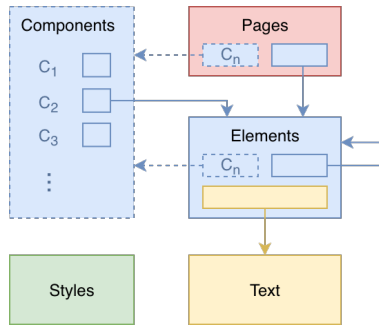 Components
C1
C2
C3
⋮
Pages
Cn
Elements
Cn
Styles
Text